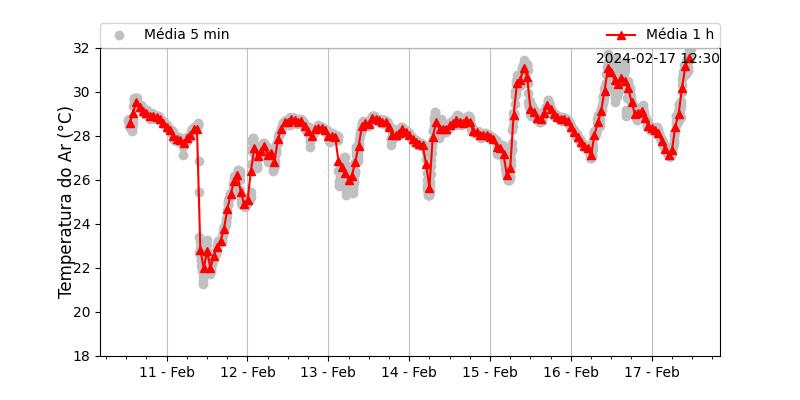 Média 5 min
Média 1 h
2024-02-17 12:30
Temperatura do Ar (°C)
32
30
28
26
24
22
20
18
11 - Feb
12 - Feb
13 - Feb
14 - Feb
15 - Feb
16 - Feb
17 - Feb